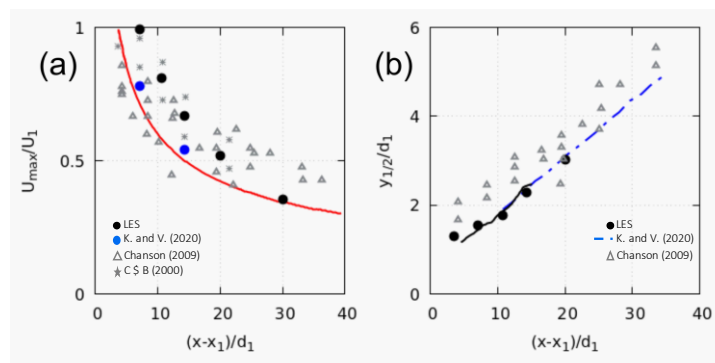 (a)
1
0.5
0
U_max/U_1
0 10 20 30 40
(x-x_1)/d_1
LES
K. and V. (2020)
Chanson (2009)
C $ B (2000)
(b)
6
4
2
0
y_1/2/d_1
0 10 20 30 40
(x-x_1)/d_1
LES
K. and V. (2020)
Chanson (2009)